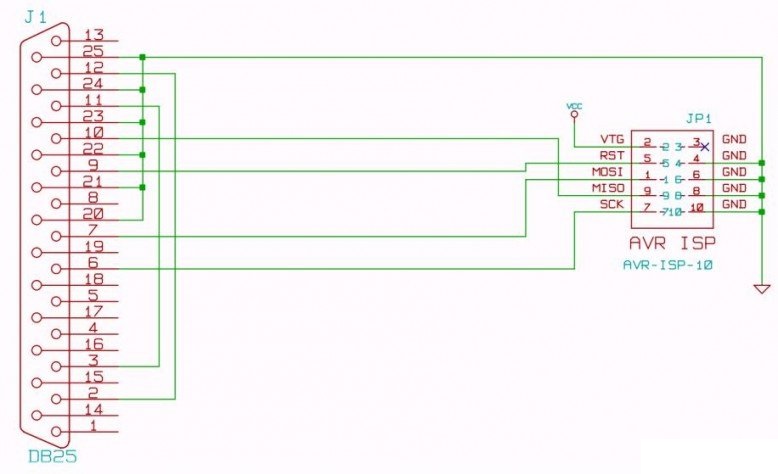 J1
13
25
12
24
11
23
10
22
9
21
8
20
7
19
6
18
5
17
4
16
3
15
2
14
1
DB25
VCC
JP1
VTG 2 2 3 3 GND
RST 5 5 4 4 GND
MOSI 1 1 6 6 GND
MISO 9 9 8 8 GND
SCK 7 7 10 10 GND
AVR ISP
AVR-ISP-10